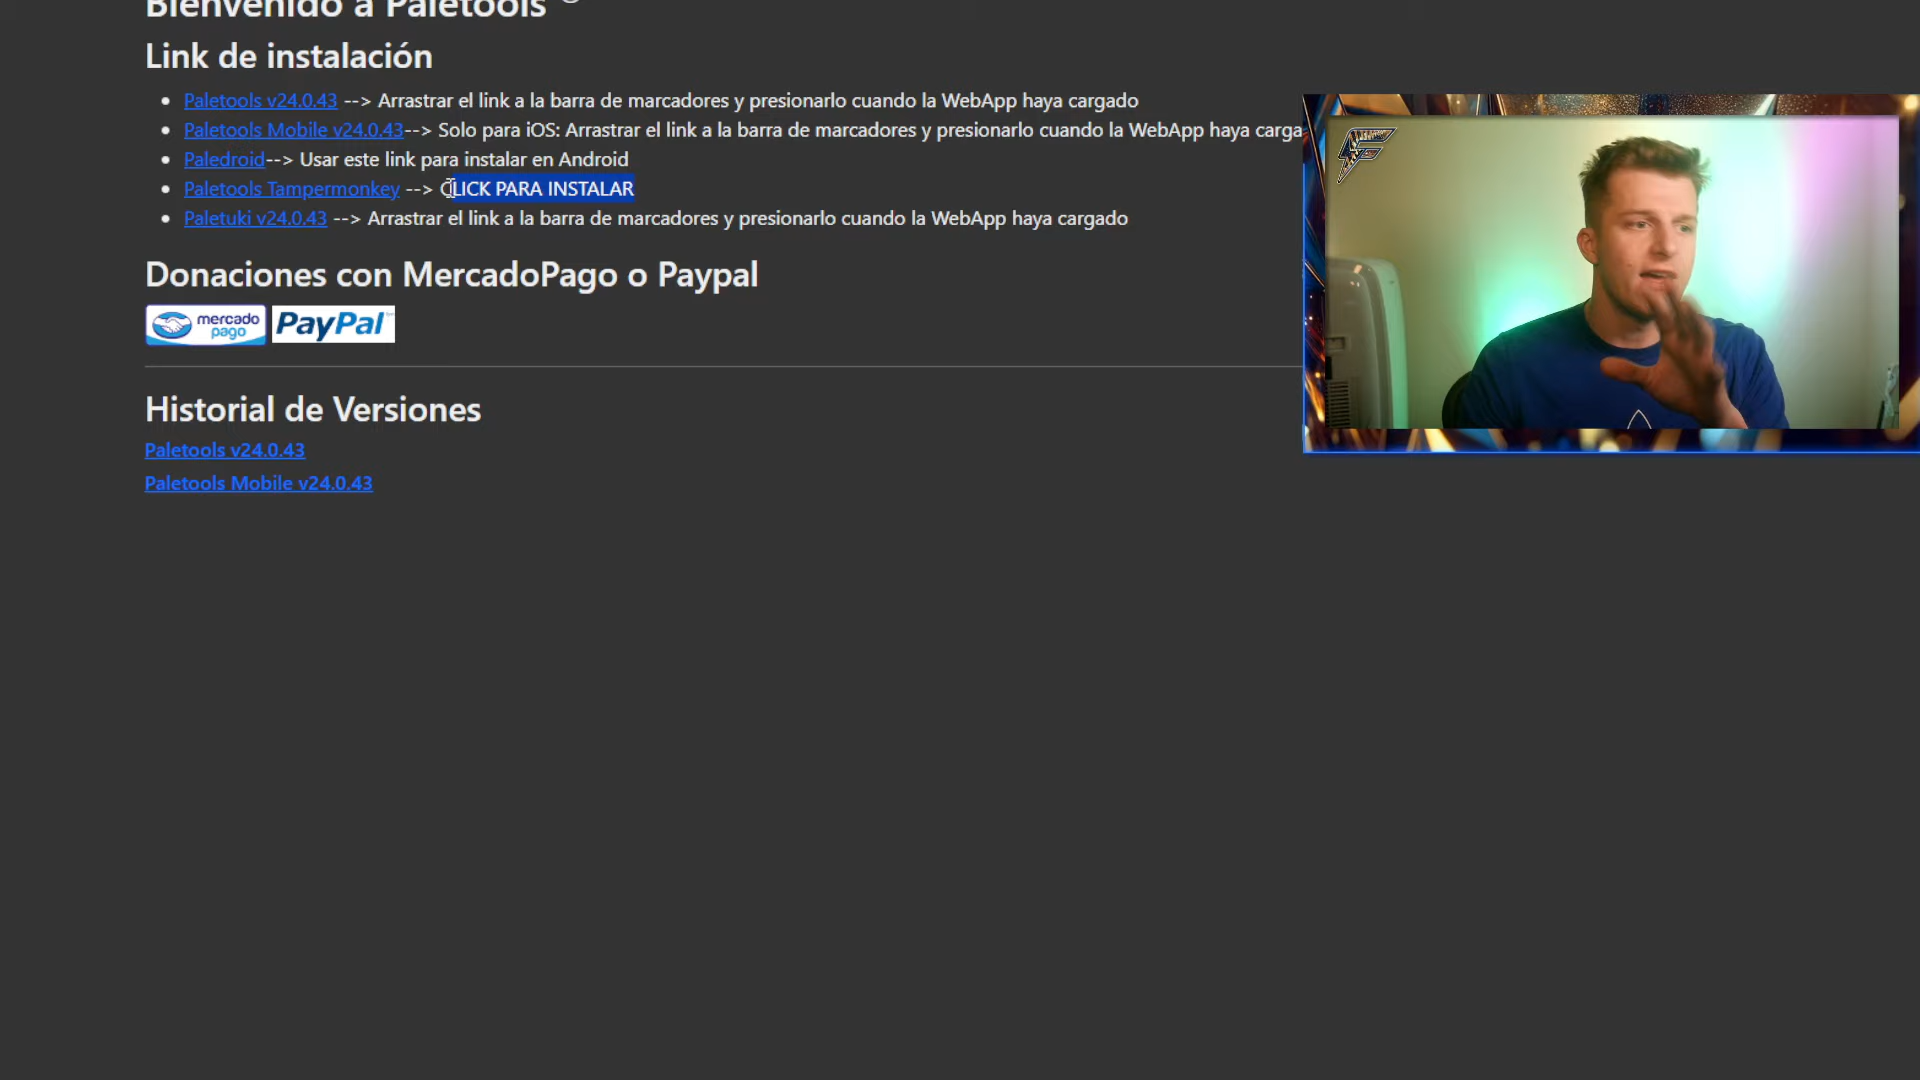 Bienvenido a Paletools
Link de instalación
Paletools v24.0.43 --> Arrastrar el link a la barra de marcadores y presionarlo cuando la WebApp haya cargado
Paletools Mobile v24.0.43--> Solo para iOS: Arrastrar el link a la barra de marcadores y presionarlo cuando la WebApp haya carga
Paledroid--> Usar este link para instalar en Android
Paletools Tampermonkey --> CLICK PARA INSTALAR
Paletuki v24.0.43 --> Arrastrar el link a la barra de marcadores y presionarlo cuando la WebApp haya cargado
Donaciones con MercadoPago o Paypal
mercado
pago
PayPal
Historial de Versiones
Paletools v24.0.43
Paletools Mobile v24.0.43